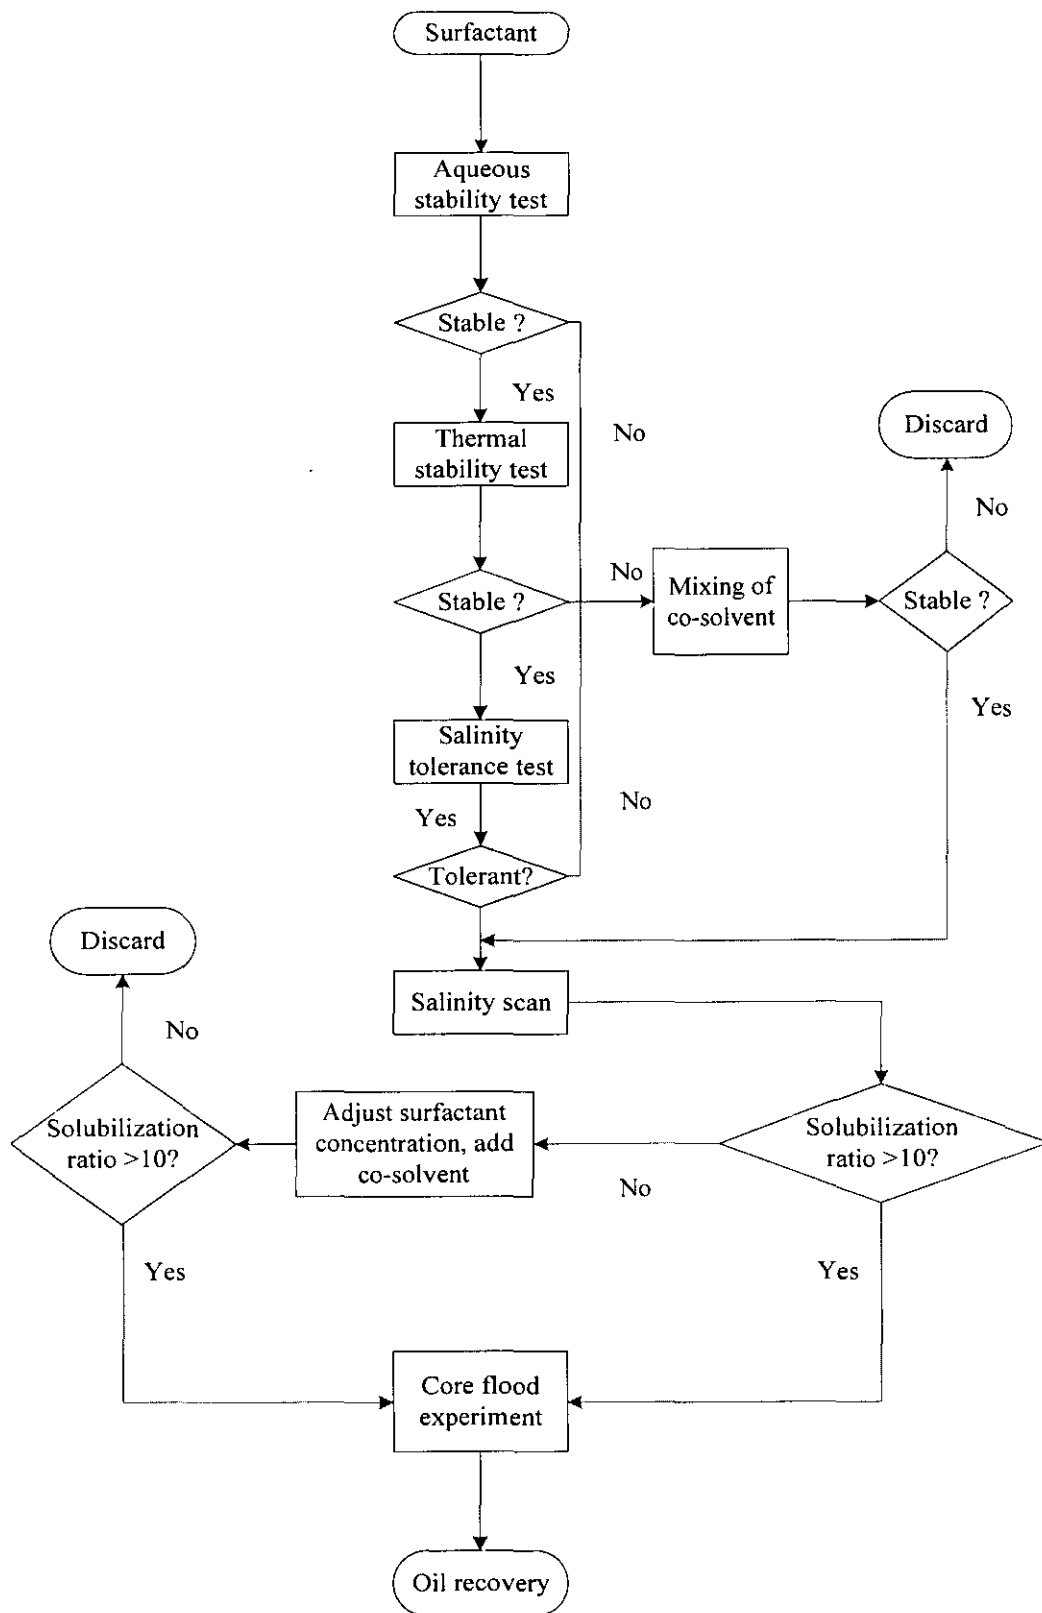 Surfactant
Aqueous
stability test
Stable ?
Yes
No
Thermal
stability test
Discard
No
Stable ?
No
Mixing of
co-solvent
Stable ?
Yes
Yes
Salinity
tolerance test
No
Yes
Tolerant?
Discard
Salinity scan
No
Solubilization
ratio >10?
Adjust surfactant
concentration, add
co-solvent
Solubilization
ratio >10?
No
Yes
Yes
Core flood
experiment
Oil recovery